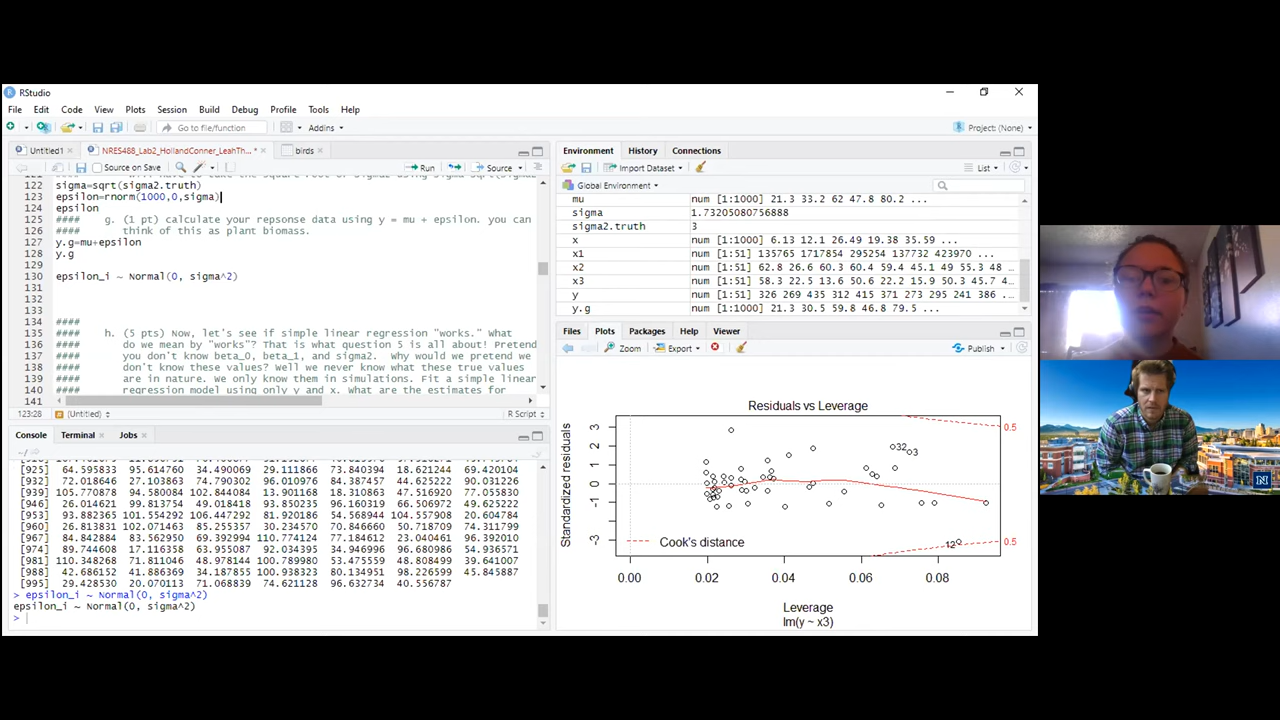 RStudio
File Edit Code View Plots Session Build Debug Profile Tools Help
Go to file/function Addins Project: (None)
Untitled1 NRES488_Lab2_HollandConner_LeahTh...* birds
Source on Save Run Source
122 sigma=sqrt(sigma2.truth)
123 epsilon=rnorm(1000,0,sigma)
124 epsilon
125 #### g. (1 pt) calculate your repsonse data using y = mu + epsilon. you can
126 #### think of this as plant biomass.
127 y.g=mu+epsilon
128 y.g
129
130 epsilon_i ~ Normal(0, sigma^2)
131
132
133
134 ####
135 #### h. (5 pts) Now, let's see if simple linear regression "works." What
136 #### do we mean by "works"? That is what question 5 is all about! Pretend
137 #### you don't know beta_0, beta_1, and sigma2. Why would we pretend we
138 #### don't know these values? Well we never know what these true values
139 #### are in nature. We only know them in simulations. Fit a simple linear
140 #### regression model using only y and x. What are the estimates for
141
123:28 (Untitled) R Script
Console Terminal Jobs
~/
[925] 64.595833 95.614760 34.490069 29.111866 73.834793 18.621244 69.420104
[932] 72.018646 27.103863 74.790302 96.010976 84.387457 44.625222 90.031226
[939] 105.770878 94.580084 102.844084 13.901168 18.310863 47.516920 77.055830
[946] 26.014621 99.813754 49.018418 93.850235 96.160319 66.506972 49.625222
[953] 93.882365 101.554292 106.447292 81.920186 54.568944 104.557908 20.604784
[960] 26.813831 102.071463 85.255357 30.234570 70.846660 50.718709 74.311799
[967] 84.842884 83.562950 69.392994 110.774124 77.184612 23.040461 96.392010
[974] 89.744608 17.116358 63.955087 92.034395 34.946996 96.680986 54.936571
[981] 110.348268 71.811046 48.978144 100.789980 53.475559 48.808499 39.641007
[988] 42.686152 41.886369 34.187855 100.938323 80.134951 98.226599 45.845887
[995] 29.428530 20.070113 71.068839 74.621128 96.632734 40.556787
> epsilon_i ~ Normal(0, sigma^2)
epsilon_i ~ Normal(0, sigma^2)
>
Environment History Connections
Import Dataset List
Global Environment
mu num [1:1000] 21.3 33.2 62 47.8 80.2 ...
sigma 1.73205080756888
sigma2.truth 3
x num [1:1000] 6.13 12.1 26.49 19.38 35.59 ...
x1 num [1:51] 135765 1717854 295254 137732 423970 ...
x2 num [1:51] 62.8 26.6 60.3 60.4 59.4 45.1 49 55.3 48 ...
x3 num [1:51] 58.3 22.5 13.6 50.6 22.2 15.9 50.3 45.7 4...
y num [1:51] 326 269 435 312 415 371 273 295 241 386 ...
y.g num [1:1000] 21.3 30.5 59.8 46.8 79.5 ...
Files Plots Packages Help Viewer
Zoom Export Publish
Residuals vs Leverage
Standardized residuals
3
2
1
0
-1
-3
0.5
0.5
32
3
12
Cook's distance
0.00 0.02 0.04 0.06 0.08
Leverage
lm(y ~ x3)
N